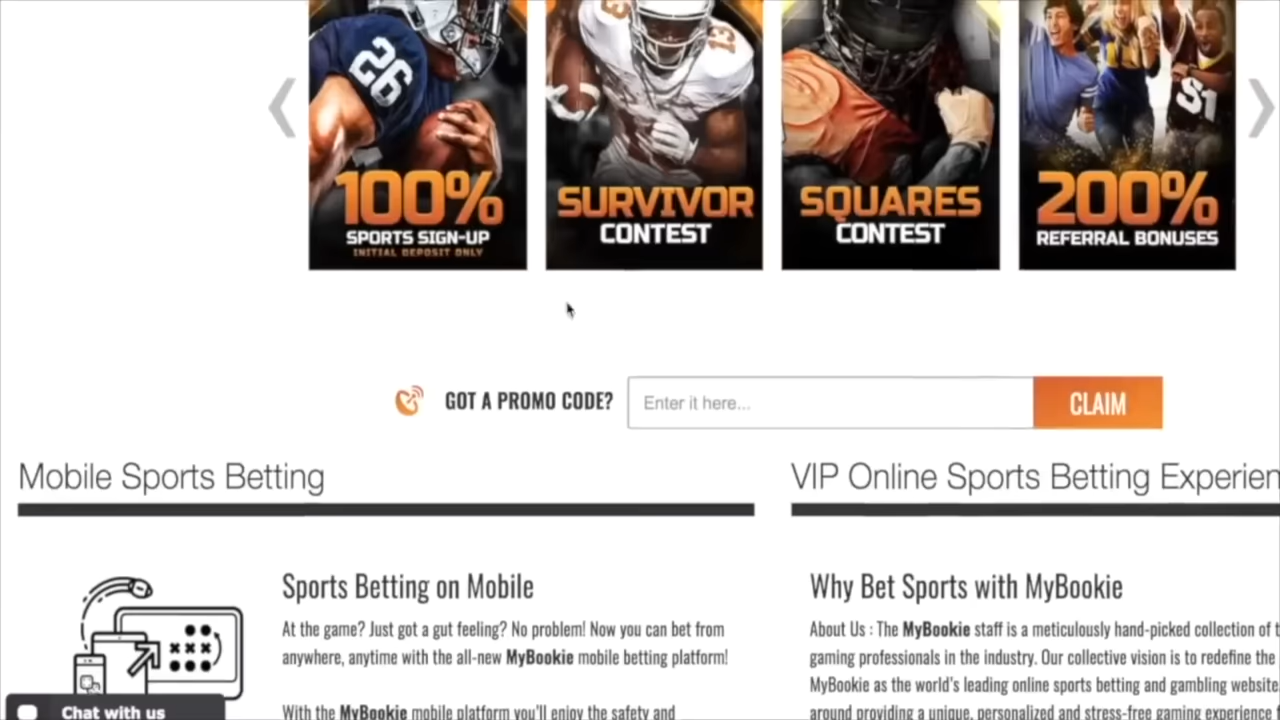 26
13
S1
100%
SPORTS SIGN-UP
INITIAL DEPOSIT ONLY
SURVIVOR
CONTEST
SQUARES
CONTEST
200%
REFERRAL BONUSES
GOT A PROMO CODE?
Enter it here...
CLAIM
Mobile Sports Betting
Sports Betting on Mobile
At the game? Just got a gut feeling? No problem! Now you can bet from
anywhere, anytime with the all-new MyBookie mobile betting platform!
With the MyBookie mobile platform you'll enjoy the safety and
VIP Online Sports Betting Experien
Why Bet Sports with MyBookie
About Us : The MyBookie staff is a meticulously hand-picked collection of t
gaming professionals in the industry. Our collective vision is to redefine the
MyBookie as the world's leading online sports betting and gambling website
around providing a unique, personalized and stress-free gaming experience
Chat with us